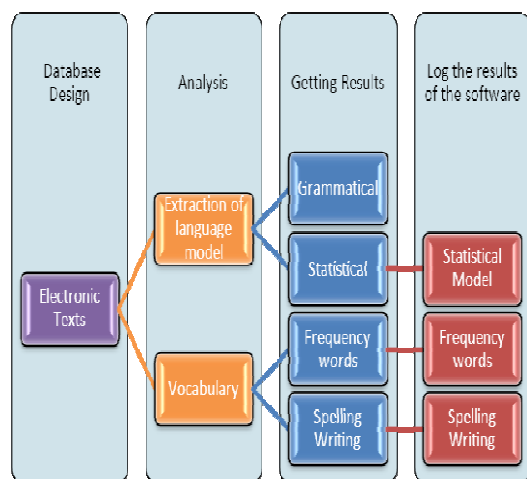 Database
Design
Analysis
Getting Results
Log the results
of the software
Electronic
Texts
Extraction of
language
model
Vocabulary
Grammatical
Statistical
Frequency
words
Spelling
Writing
Statistical
Model
Frequency
words
Spelling
Writing